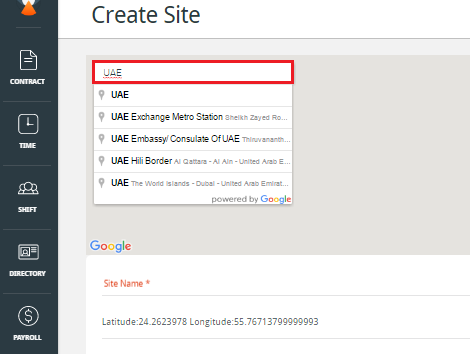 Create Site
CONTRACT
TIME
SHIFT
DIRECTORY
PAYROLL
UAE
UAE
UAE Exchange Metro Station Sheikh Zayed Ro...
UAE Embassy/ Consulate Of UAE Thiruvananth...
UAE Hili Border Al Qattara - Al Ain - United Arab E...
UAE The World Islands - Dubai - United Arab Emirat...
powered by Google
Google
Site Name *
Latitude:24.2623978 Longitude:55.76713799999993